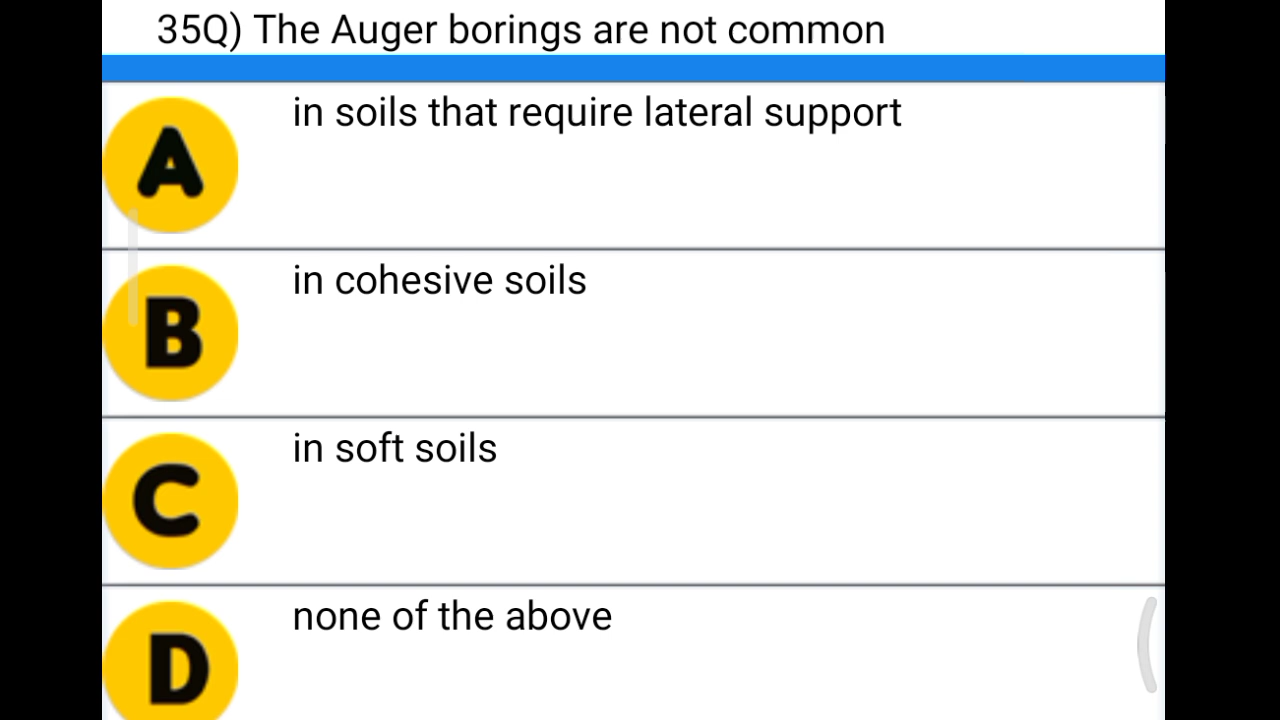 35Q) The Auger borings are not common
A
in soils that require lateral support
B
in cohesive soils
C
in soft soils
D
none of the above